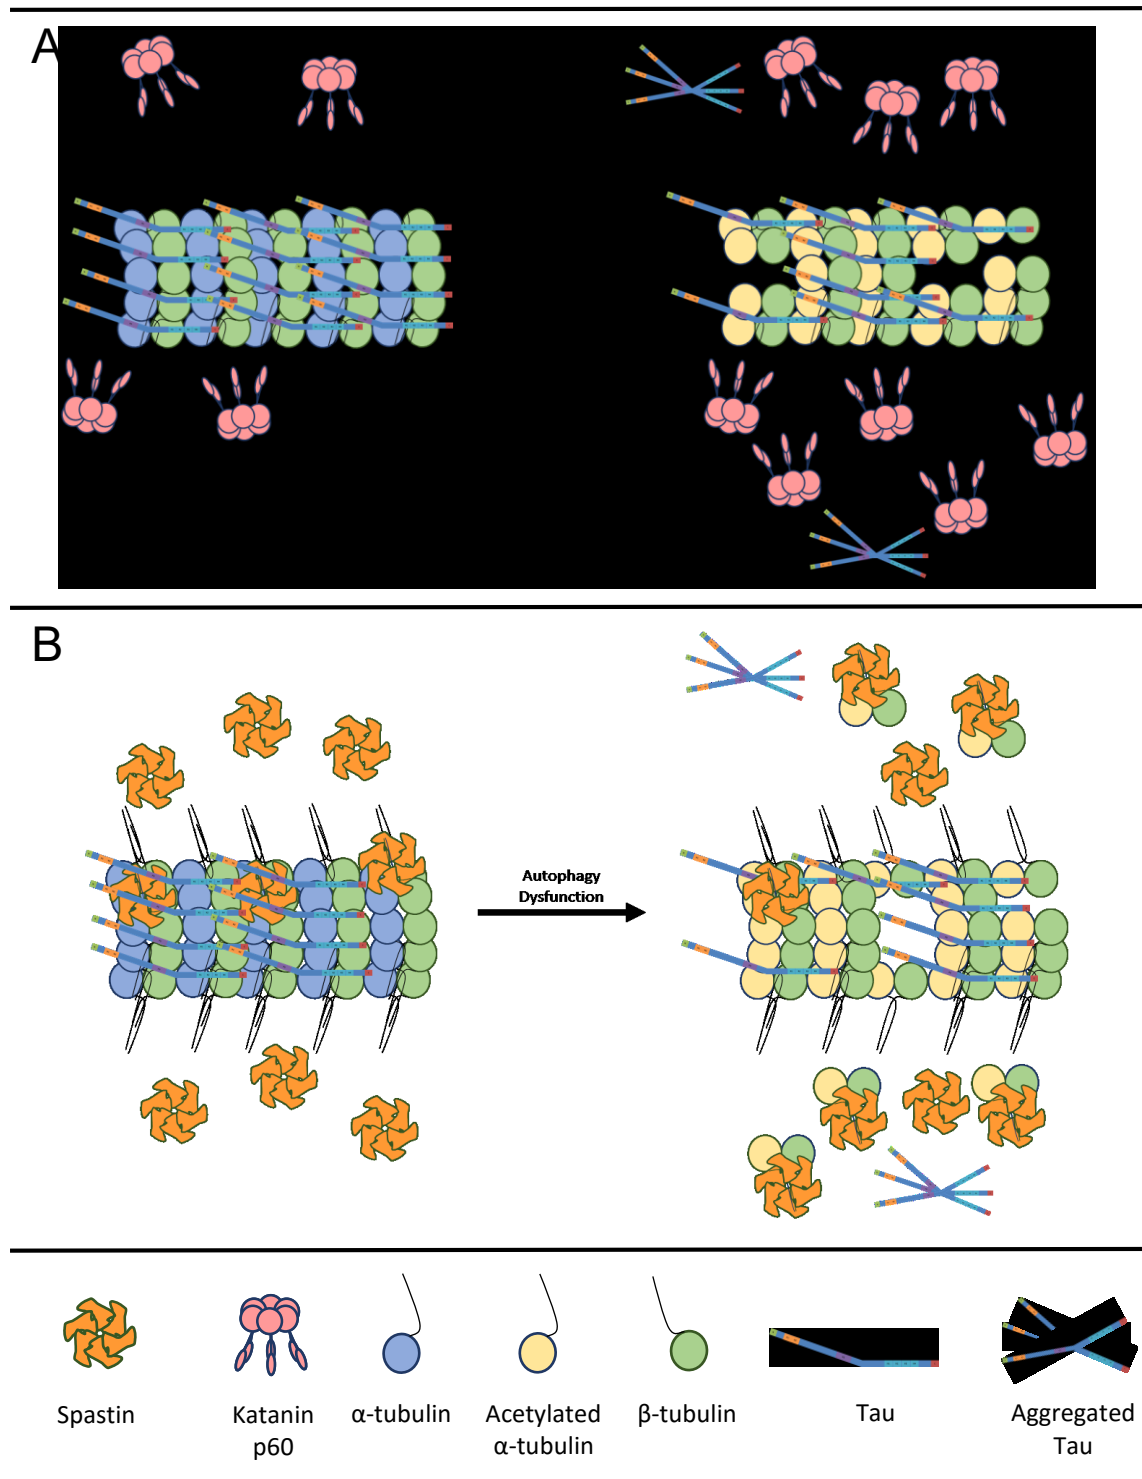 A
B
Autophagy
Dysfunction
Spastin
Katanin
p60
α-tubulin
Acetylated
α-tubulin
β-tubulin
Tau
Aggregated
Tau